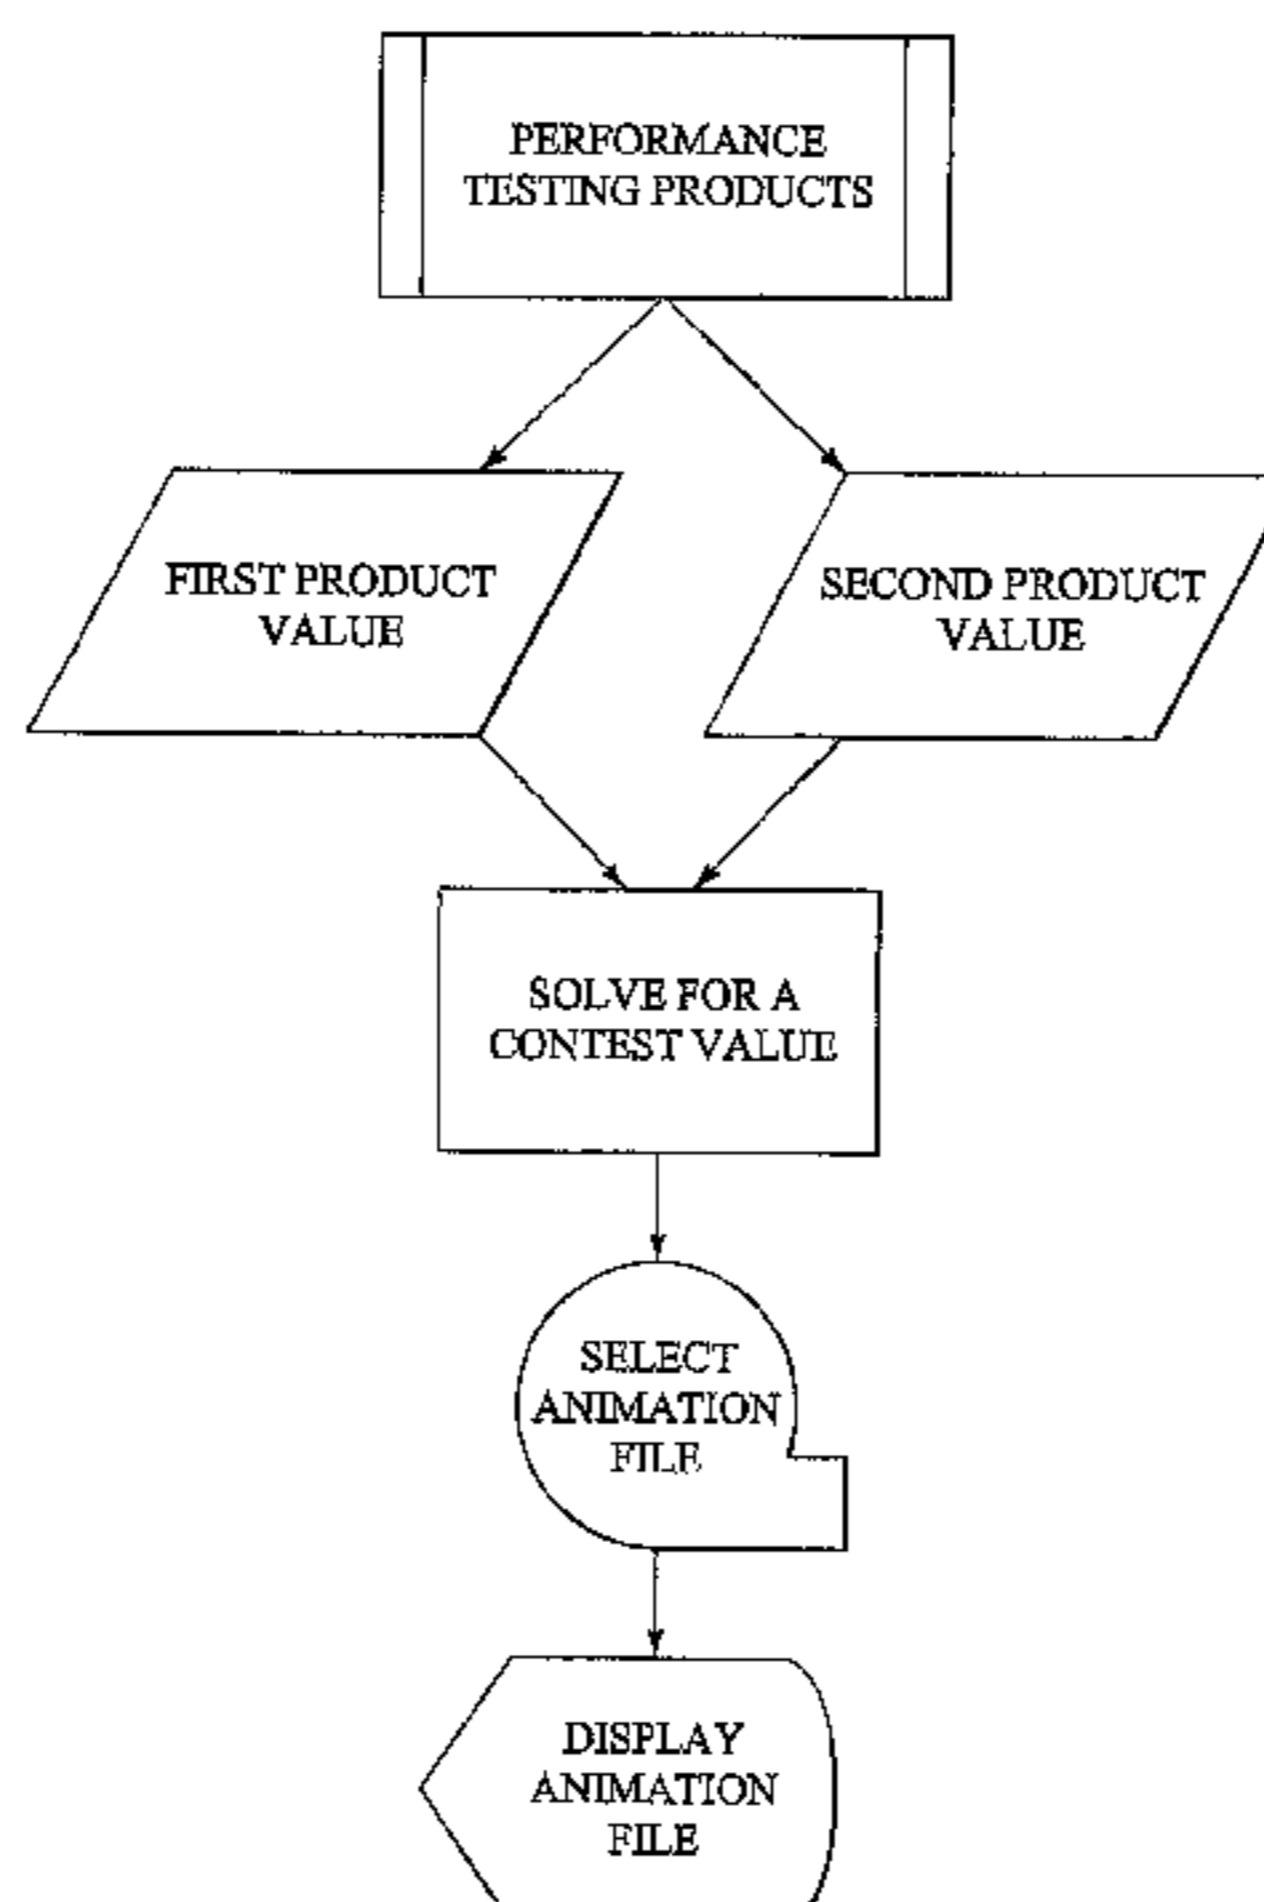 PERFORMANCE
TESTING PRODUCTS
FIRST PRODUCT
VALUE
SECOND PRODUCT
VALUE
SOLVE FOR A
CONTEST VALUE
SELECT
ANIMATION
FILE
DISPLAY
ANIMATION
FILE